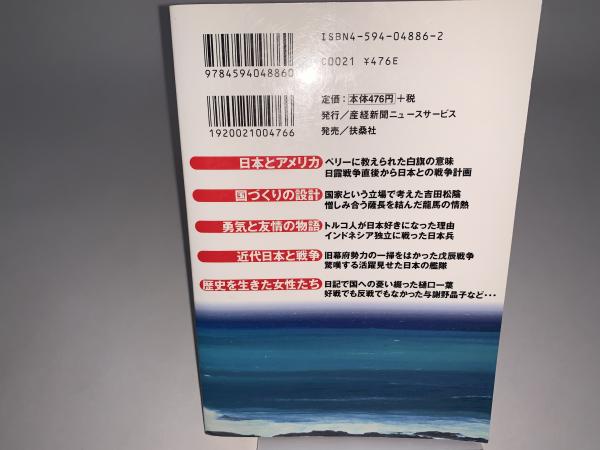 ISBN4-594-04886-2
9784594048860
C0021 ¥476E
定価：本体476円＋税
発行／産経新聞ニュースサービス
1920021004766
発売／扶桑社
日本とアメリカ
ペリーに教えられた白旗の意味
日露戦争直後から日本との戦争計画
国づくりの設計
国家という立場で考えた吉田松陰
憎しみ合う薩長を結んだ龍馬の情熱
勇気と友情の物語
トルコ人が日本好きになった理由
インドネシア独立に戦った日本兵
近代日本と戦争
旧幕府勢力の一掃をはかった戊辰戦争
驚嘆する活躍見せた日本の艦隊
歴史を生きた女性たち
日記で国への憂い綴った樋口一葉
好戦でも反戦でもなかった与謝野晶子など・・・